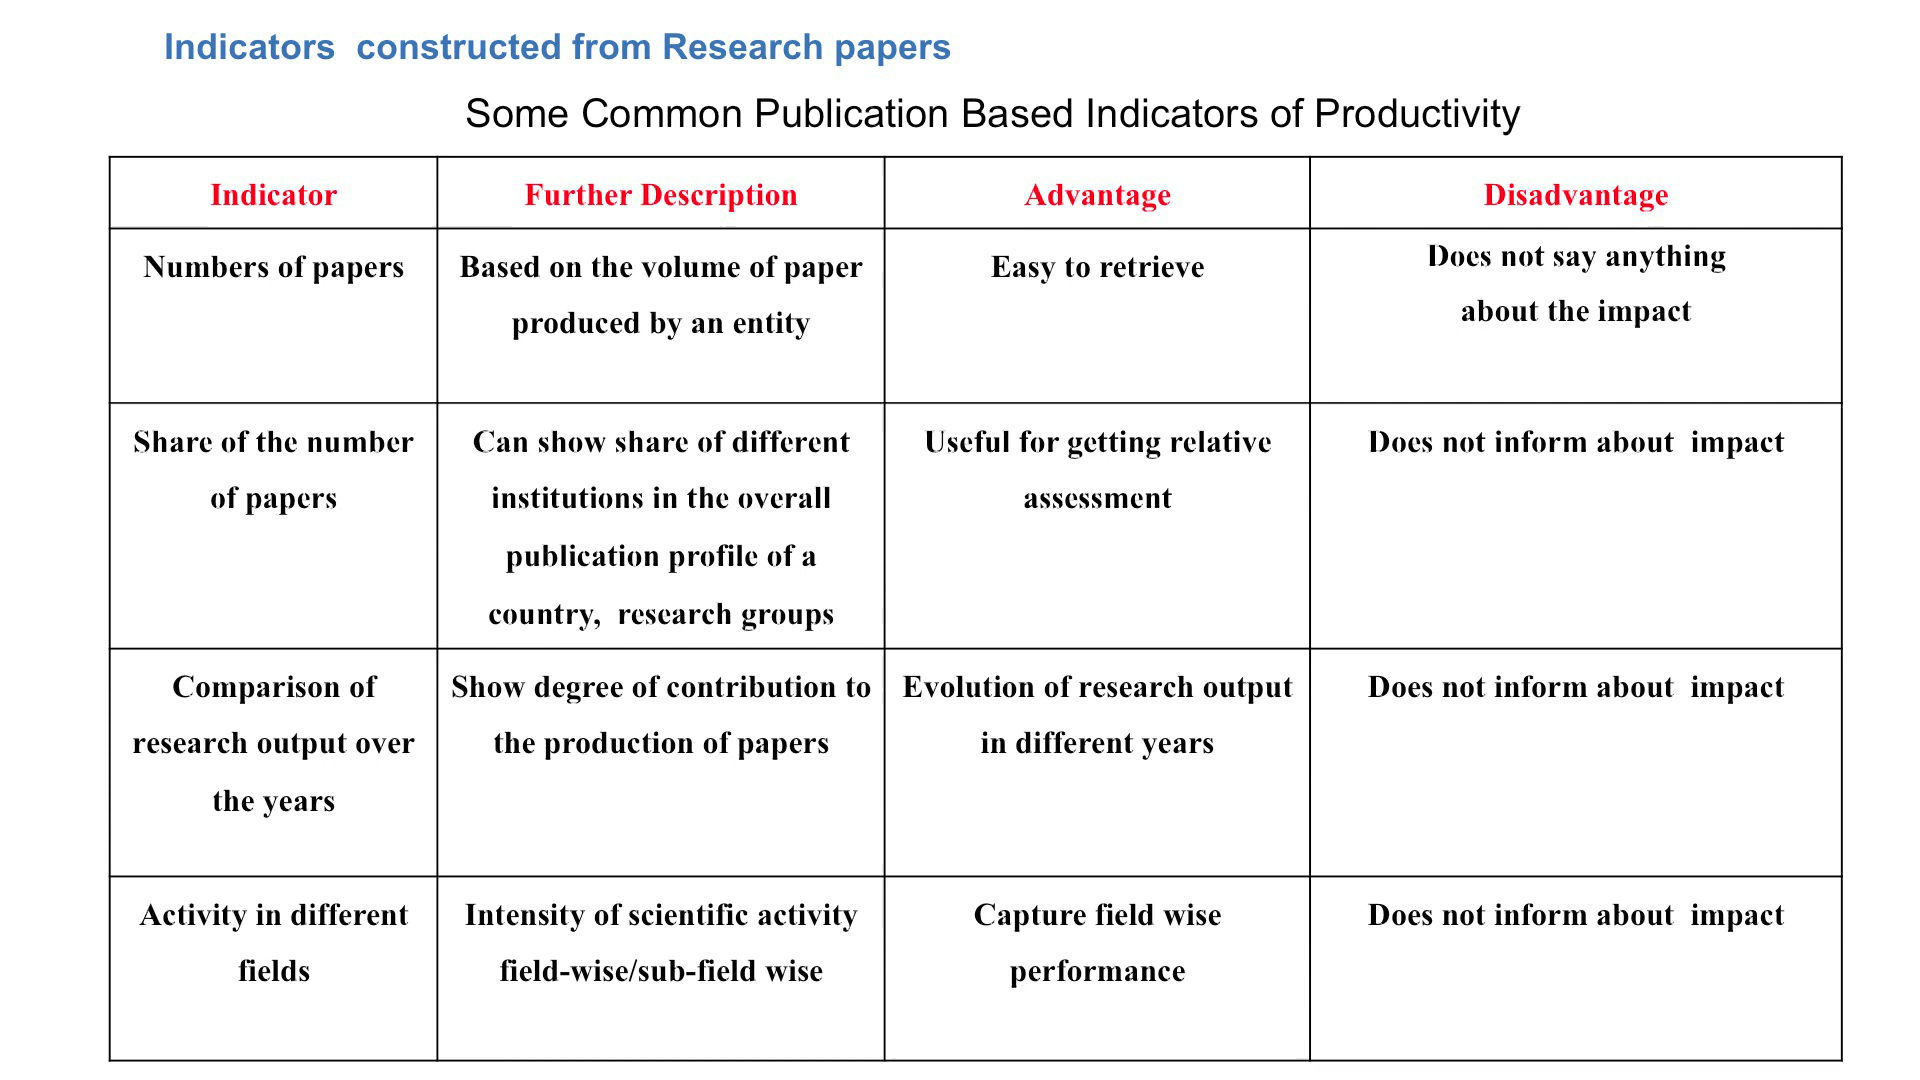 Indicators  constructed from Research papers
Some Common Publication Based Indicators of Productivity
Indicator
Further Description
Advantage
Disadvantage
Numbers of papers
Based on the volume of paper
produced by an entity
Easy to retrieve
Does not say anything
about the impact
Share of the number
of papers
Can show share of different
institutions in the overall
publication profile of a
country,  research groups
Useful for getting relative
assessment
Does not inform about  impact
Comparison of
research output over
the years
Show degree of contribution to
the production of papers
Evolution of research output
in different years
Does not inform about  impact
Activity in different
fields
Intensity of scientific activity
field-wise/sub-field wise
Capture field wise
performance
Does not inform about  impact